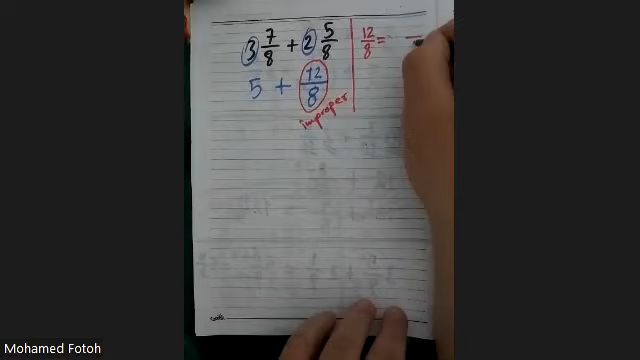 3 7/8 + 2 5/8
12/8 =
5 + 12/8
improper
Mohamed Fotoh